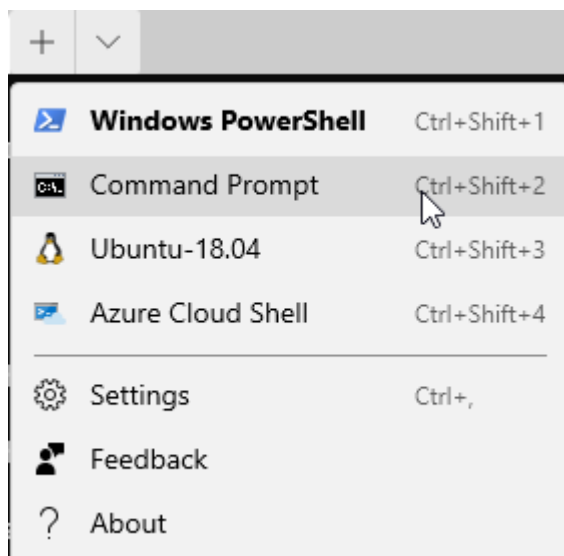 Windows PowerShell Ctrl+Shift+1
Command Prompt Ctrl+Shift+2
Ubuntu-18.04 Ctrl+Shift+3
Azure Cloud Shell Ctrl+Shift+4
Settings Ctrl+,
Feedback
About